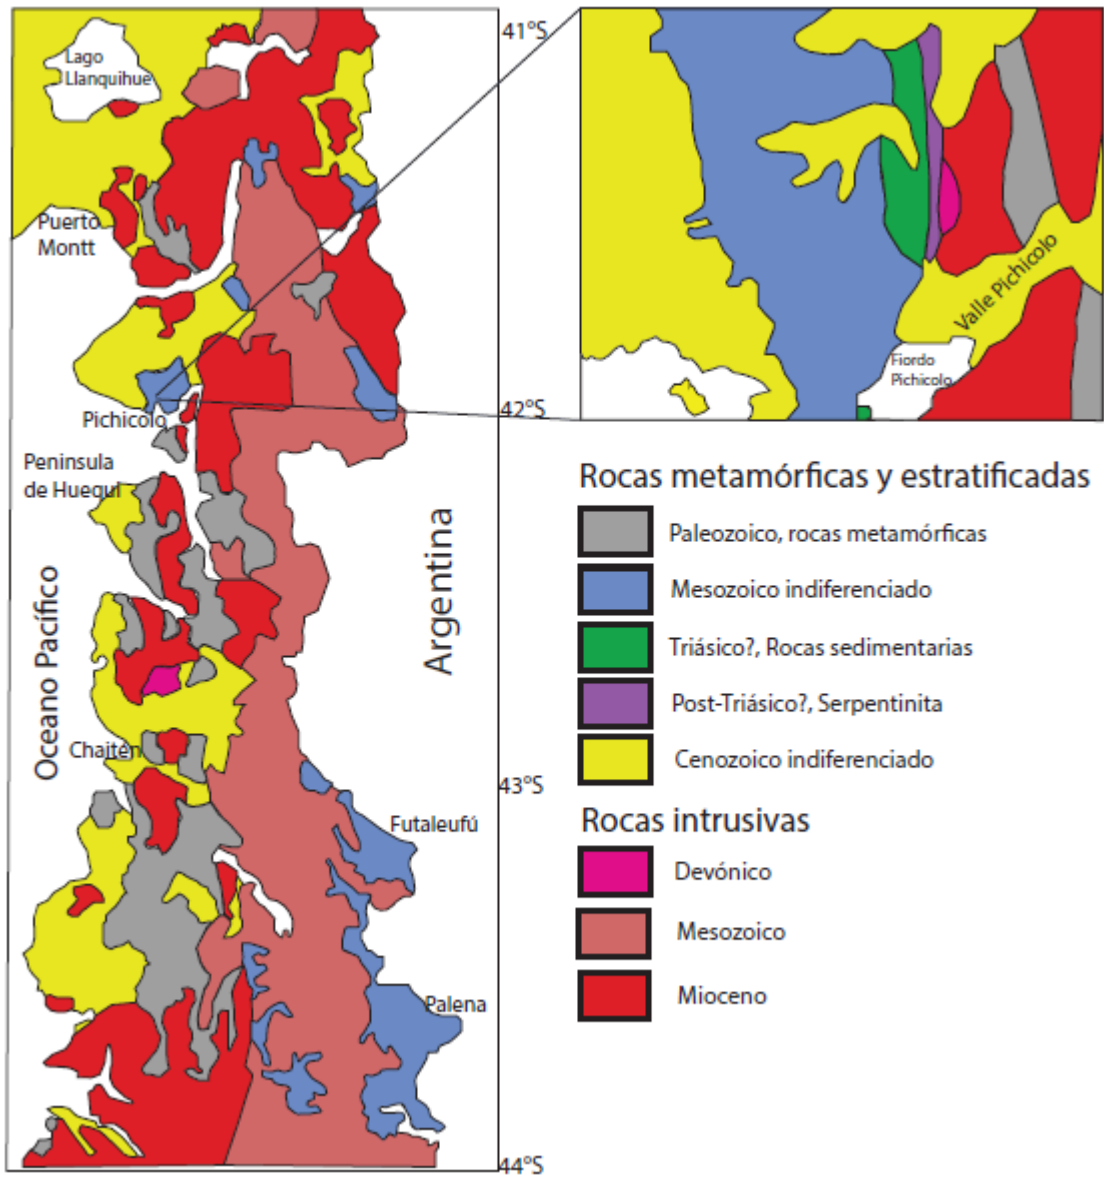 41°S
Lago
Llanquihue
Puerto
Montt
Pichicolo
42°S
Peninsula
de Huequi
Oceano Pacífico
Argentina
Chaitén
43°S
Futaleufú
Palena
44°S
Valle Pichicolo
Fiordo
Pichicolo
Rocas metamórficas y estratificadas
Paleozoico, rocas metamórficas
Mesozoico indiferenciado
Triásico?, Rocas sedimentarias
Post-Triásico?, Serpentinita
Cenozoico indiferenciado
Rocas intrusivas
Devónico
Mesozoico
Mioceno